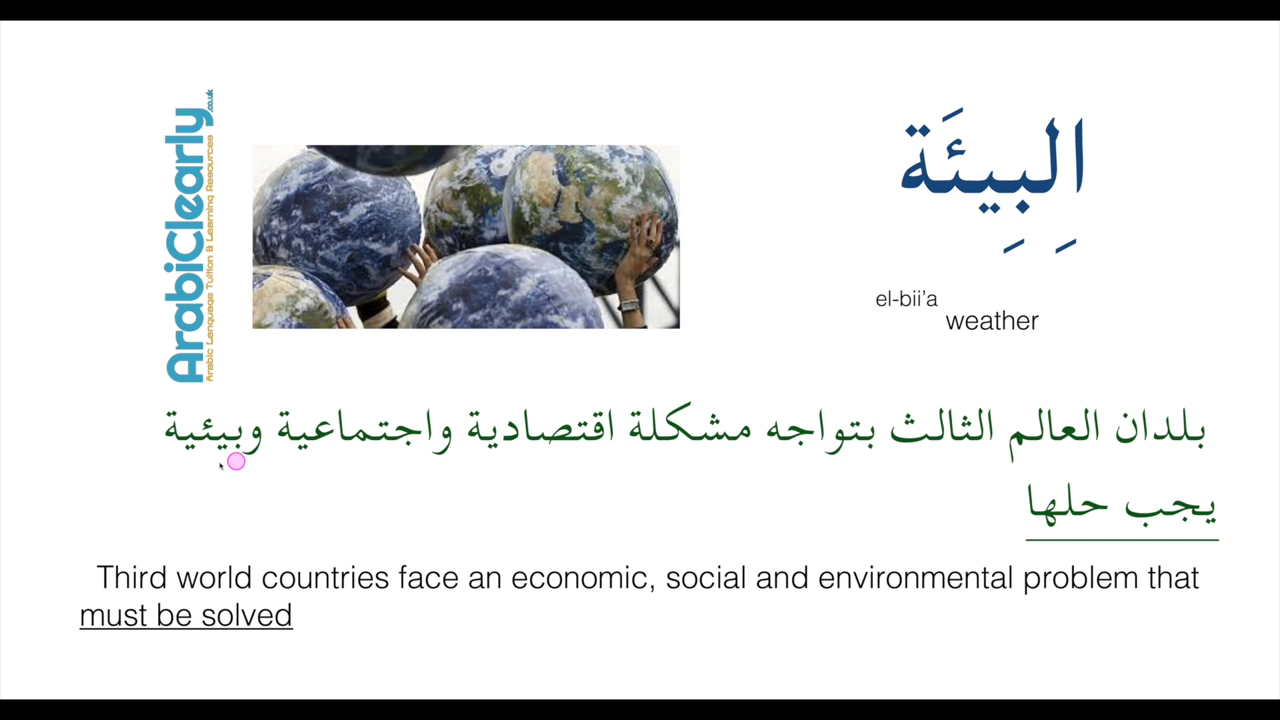 ArabiClearly.co.uk
Arabic Language Tuition & Learning Resources
اِلبِيئَة
el-bii’a
weather
بلدان العالم الثالث بتواجه مشكلة اقتصادية واجتماعية وبيئية
يجب حلها
Third world countries face an economic, social and environmental problem that
must be solved